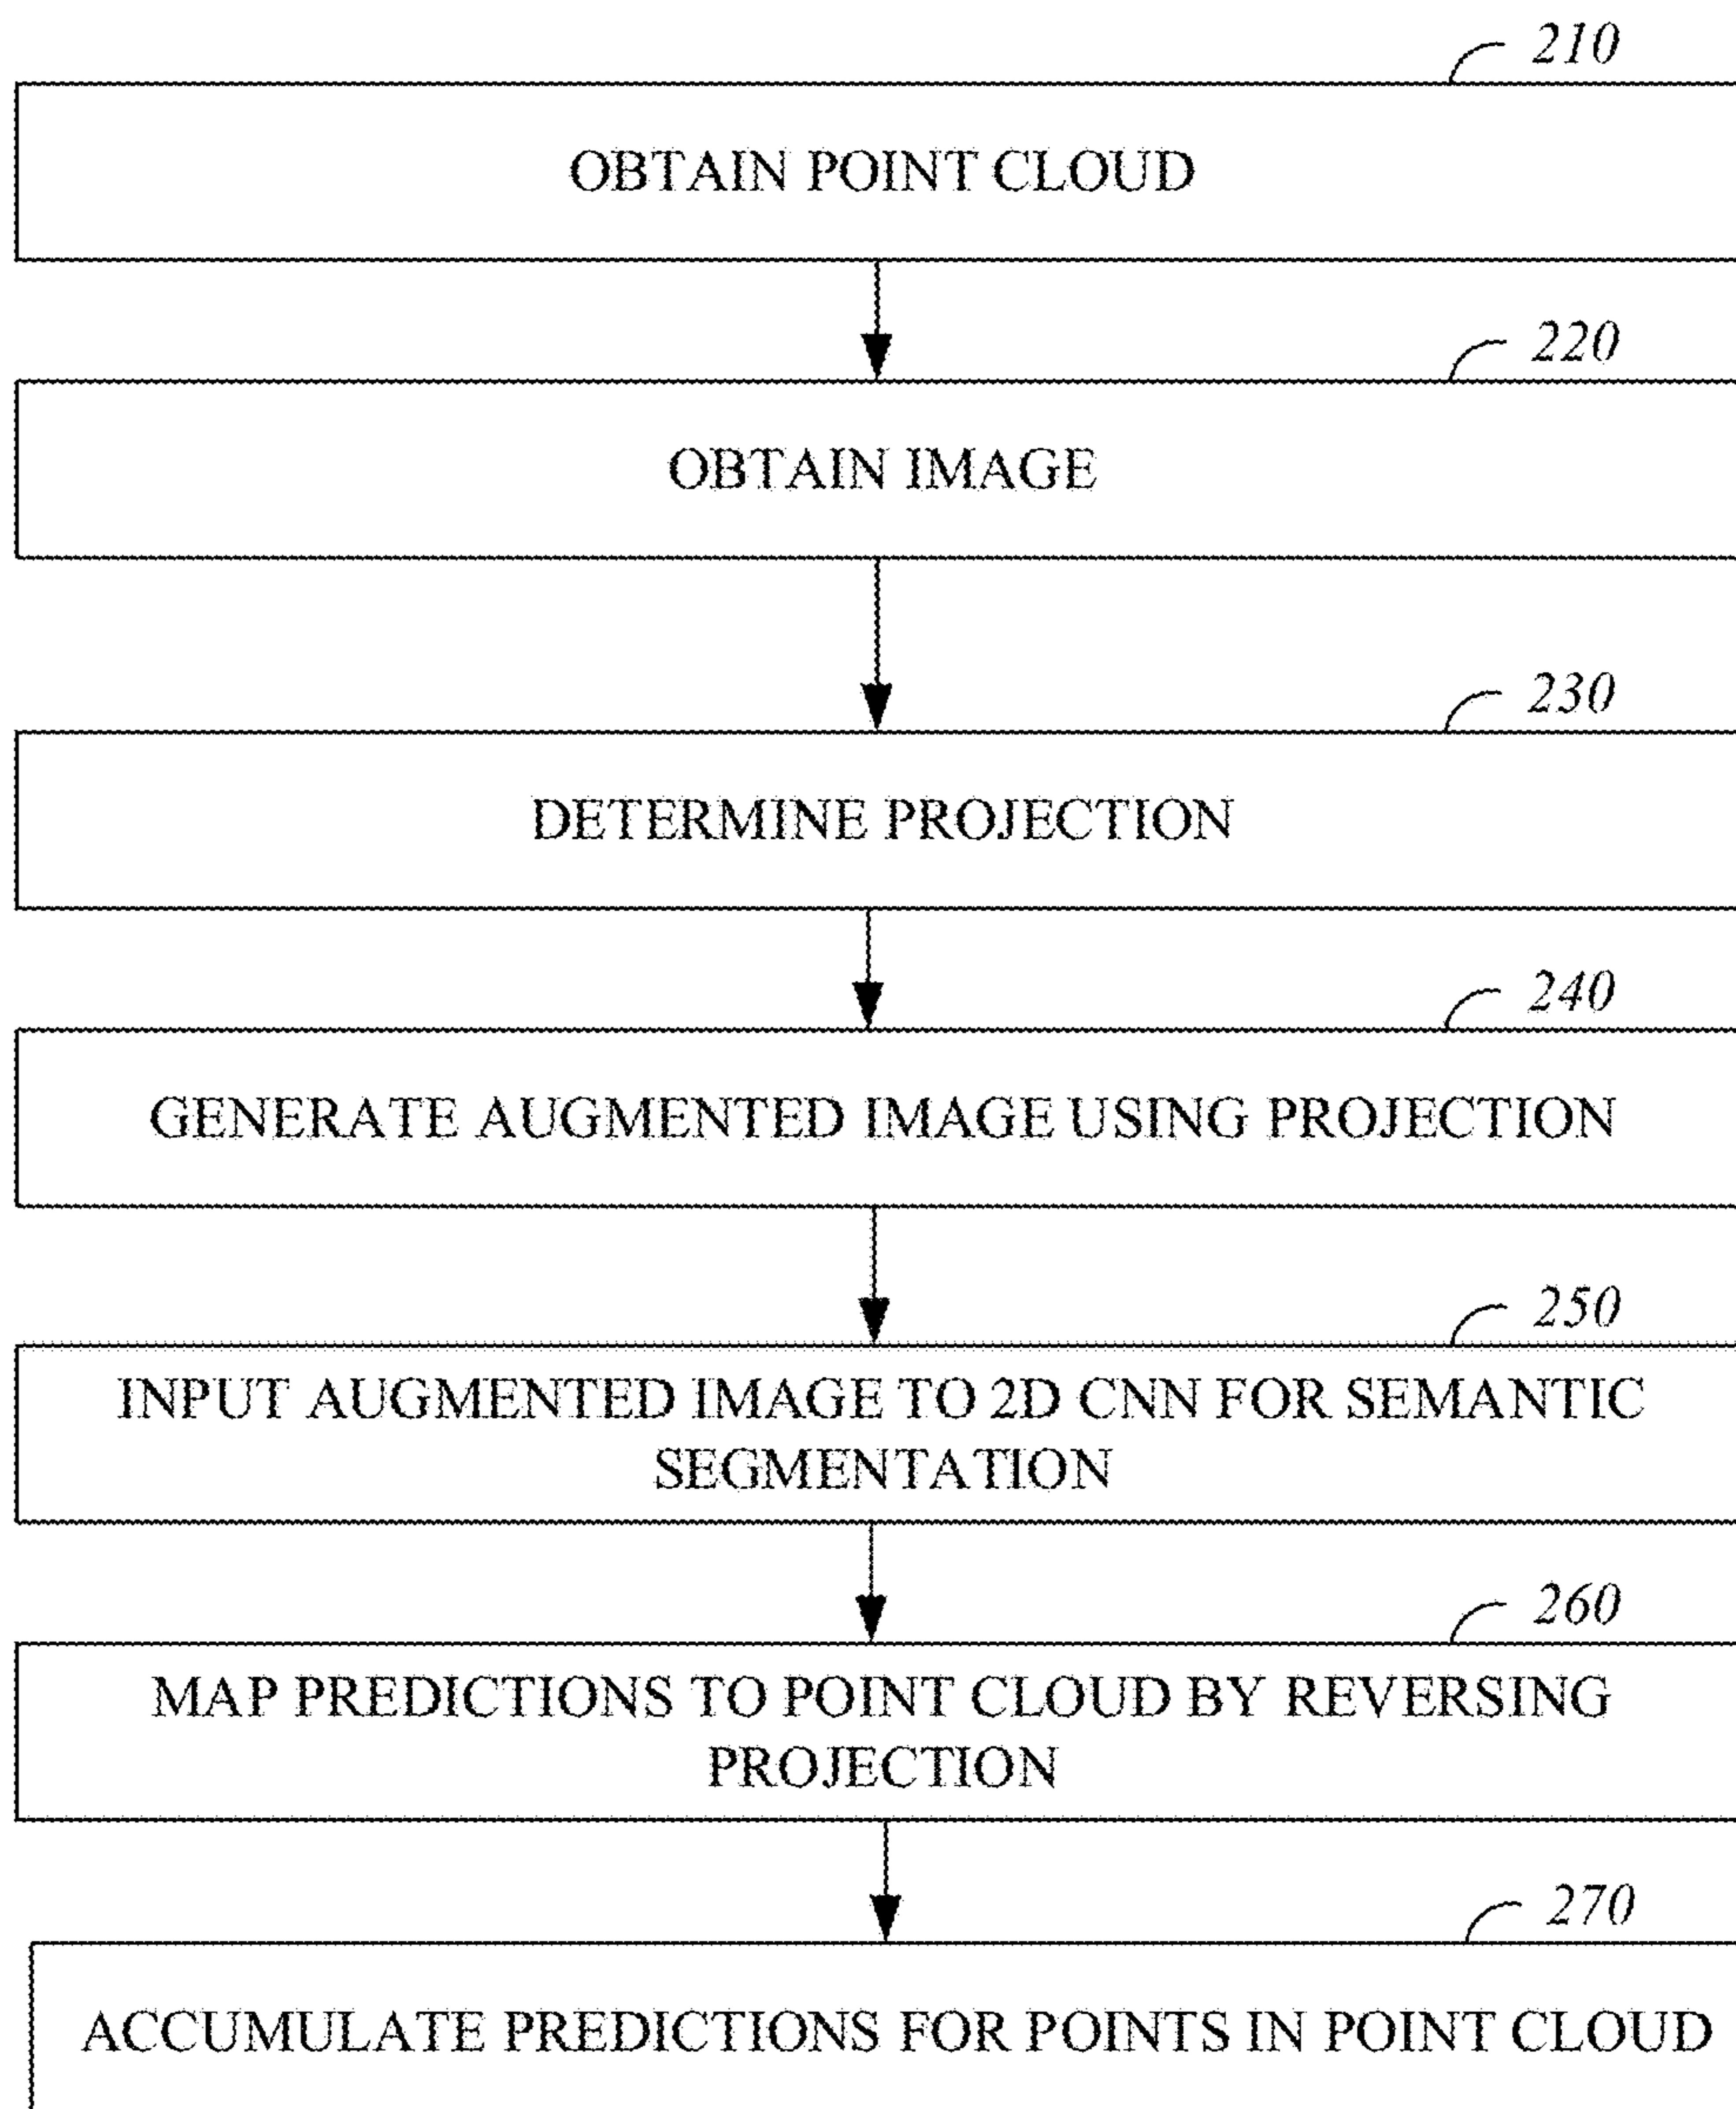 210
OBTAIN POINT CLOUD
220
OBTAIN IMAGE
230
DETERMINE PROJECTION
240
GENERATE AUGMENTED IMAGE USING PROJECTION
250
INPUT AUGMENTED IMAGE TO 2D CNN FOR SEMANTIC
SEGMENTATION
260
MAP PREDICTIONS TO POINT CLOUD BY REVERSING
PROJECTION
270
ACCUMULATE PREDICTIONS FOR POINTS IN POINT CLOUD